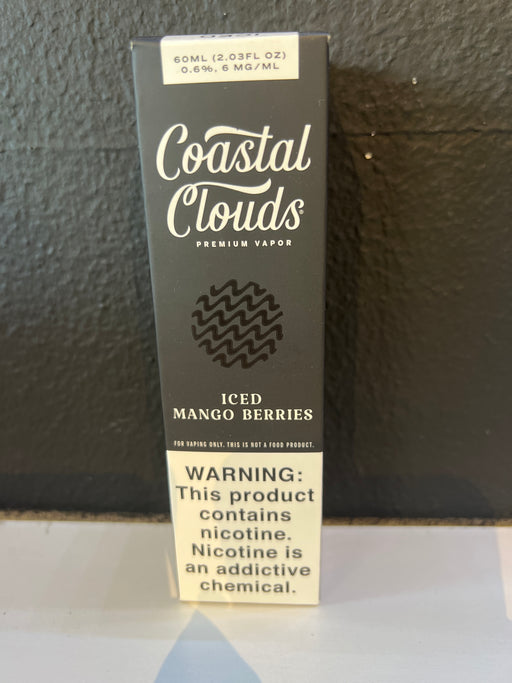 60ML (2.03FL OZ)
0.6%, 6 MG/ML
Coastal
Clouds®
PREMIUM VAPOR
ICED
MANGO BERRIES
FOR VAPING ONLY. THIS IS NOT A FOOD PRODUCT.
WARNING:
This product
contains
nicotine.
Nicotine is
an addictive
chemical.